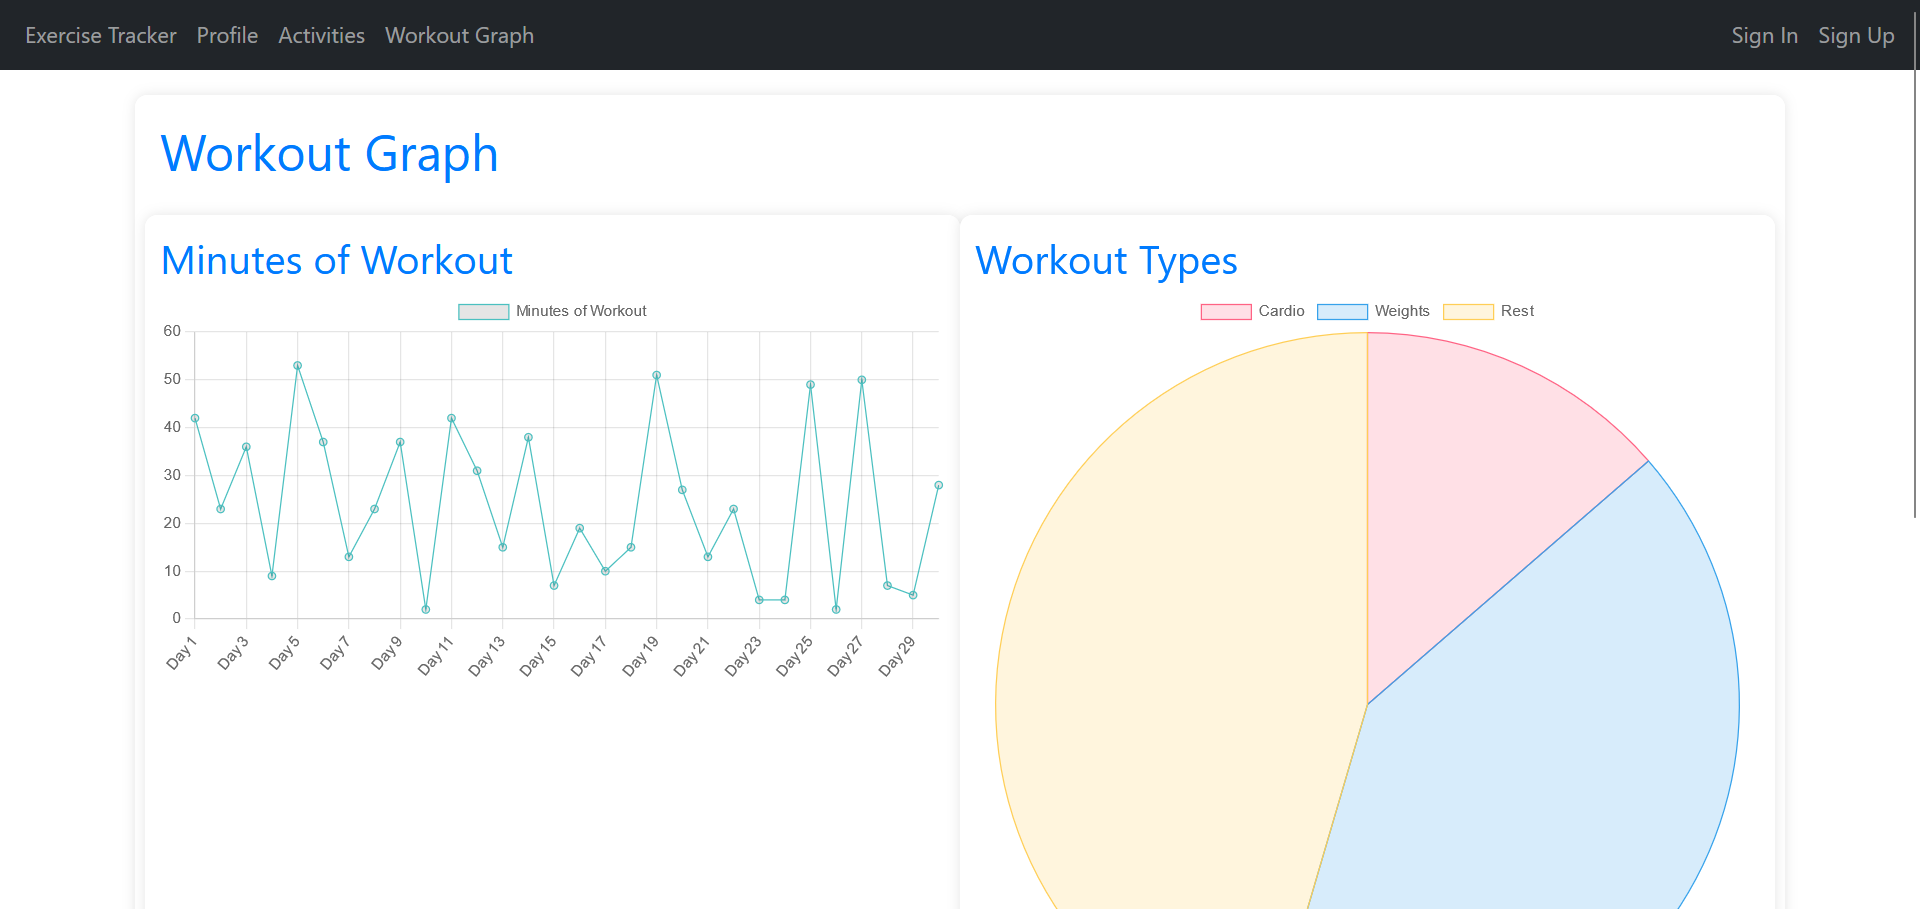 Exercise Tracker Profile Activities Workout Graph Sign In Sign Up
Workout Graph
Minutes of Workout
Minutes of Workout
60
50
40
30
20
10
0
Day 1 Day 3 Day 5 Day 7 Day 9 Day 11 Day 13 Day 15 Day 17 Day 19 Day 21 Day 23 Day 25 Day 27 Day 29
Workout Types
Cardio Weights Rest